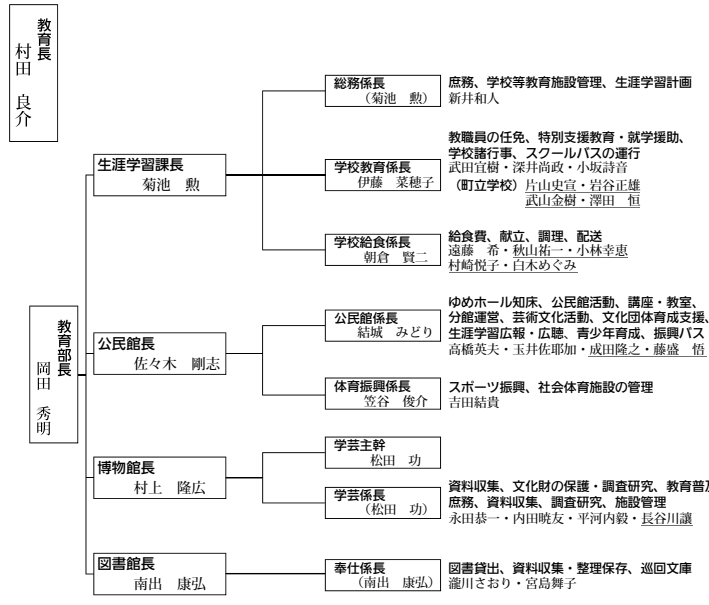 教育長
村田 良介
総務係長
（菊池 勲）
庶務、学校等教育施設管理、生涯学習計画
新井和人
生涯学習課長
菊池 勲
学校教育係長
伊藤 菜穂子
教職員の任免、特別支援教育・就学援助、
学校諸行事、スクールバスの運行
武田宜樹・深井尚政・小坂詩音
（町立学校）片山史宣・岩谷正雄
武山金樹・澤田 恒
学校給食係長
朝倉 賢二
給食費、献立、調理、配送
遠藤 希・秋山祐一・小林幸恵
村崎悦子・白木めぐみ
教育部長
岡田 秀明
公民館長
佐々木 剛志
公民館係長
結城 みどり
ゆめホール知床、公民館活動、講座・教室、
分館運営、芸術文化活動、文化団体育成支援、
生涯学習広報・広聴、青少年育成、振興バス
高橋英夫・玉井佐耶加・成田隆之・藤盛 悟
体育振興係長
笠谷 俊介
スポーツ振興、社会体育施設の管理
吉田結貴
博物館長
村上 隆広
学芸主幹
松田 功
学芸係長
（松田 功）
資料収集、文化財の保護・調査研究、教育普及
庶務、資料収集、調査研究、施設管理
永田恭一・内田暁友・平河内毅・長谷川譲
図書館長
南出 康弘
奉仕係長
（南出 康弘）
図書貸出、資料収集・整理保存、巡回文庫
瀧川さおり・宮島舞子